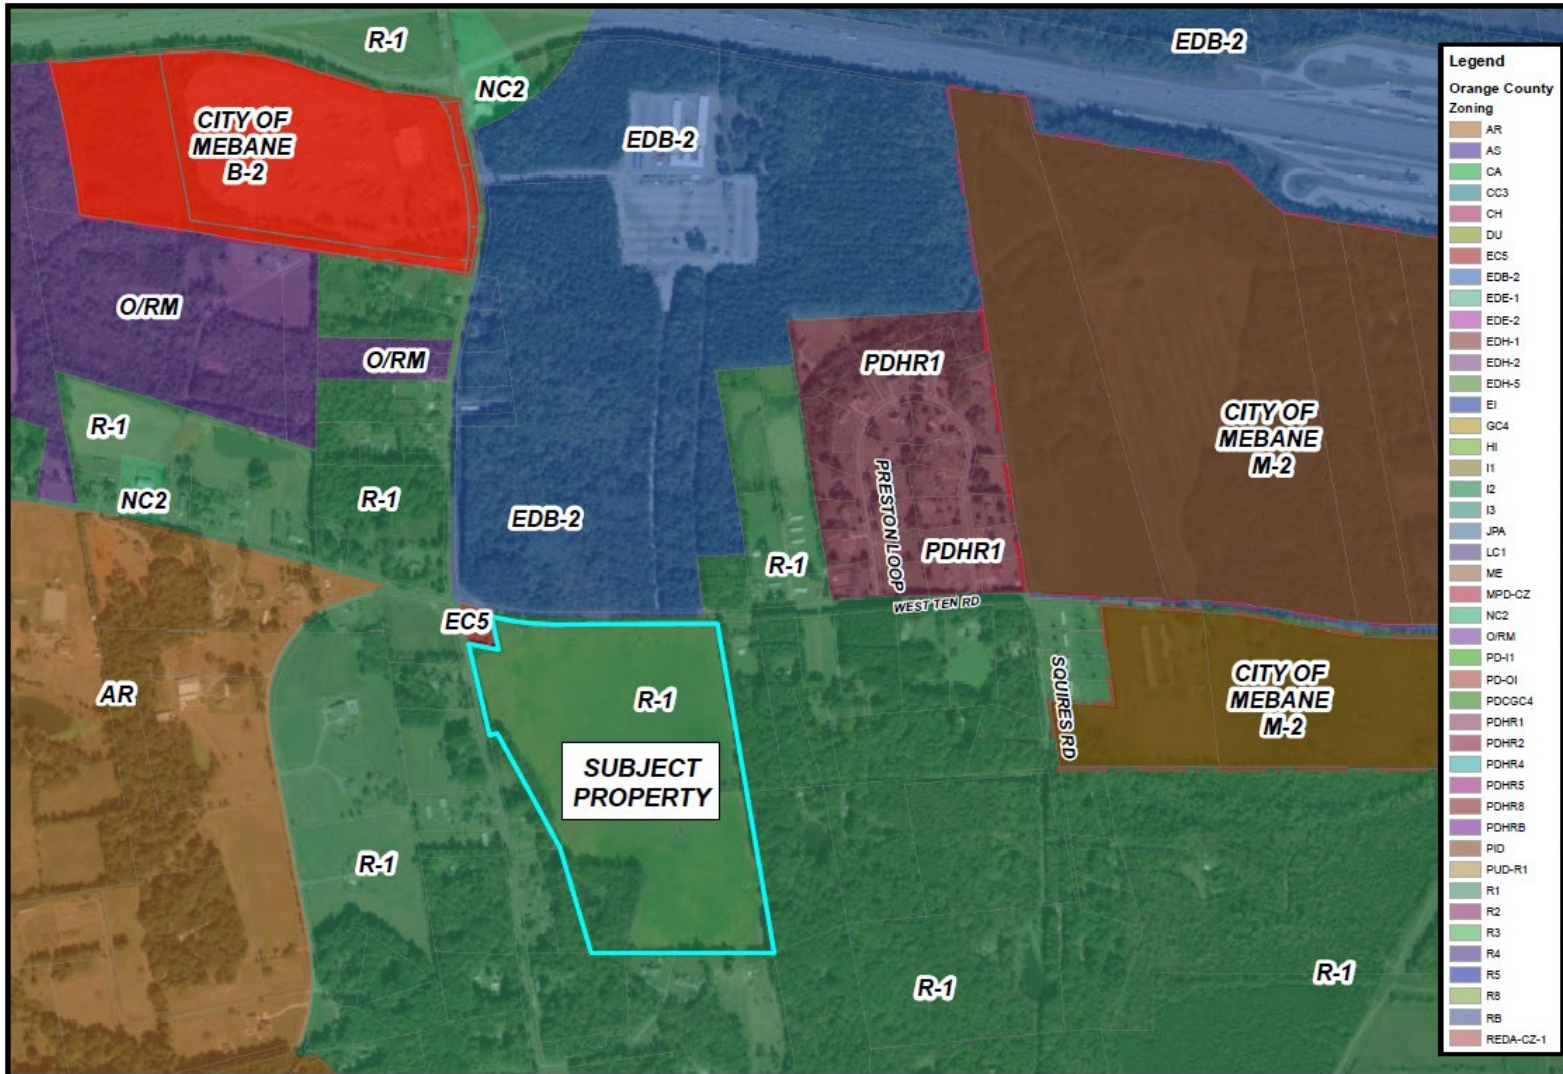 R-1
EDB-2
NC2
CITY OF
MEBANE
B-2
EDB-2
O/RM
O/RM
PDHR1
R-1
CITY OF
MEBANE
M-2
NC2
R-1
EDB-2
PRESTON LOOP
PDHR1
R-1
WEST TEN RD
EC5
AR
R-1
SQUIRES RD
CITY OF
MEBANE
M-2
SUBJECT
PROPERTY
R-1
R-1
R-1
Legend
Orange County
Zoning
AR
AS
CA
CC3
CH
DU
EC5
EDB-2
EDE-1
EDE-2
EDH-1
EDH-2
EDH-5
EI
GC4
HI
I1
I2
I3
JPA
LC1
ME
MPD-CZ
NC2
O/RM
PD-I1
PD-OI
PDCGC4
PDHR1
PDHR2
PDHR4
PDHR5
PDHR8
PDHRB
PID
PUD-R1
R1
R2
R3
R4
R5
R8
RB
REDA-CZ-1